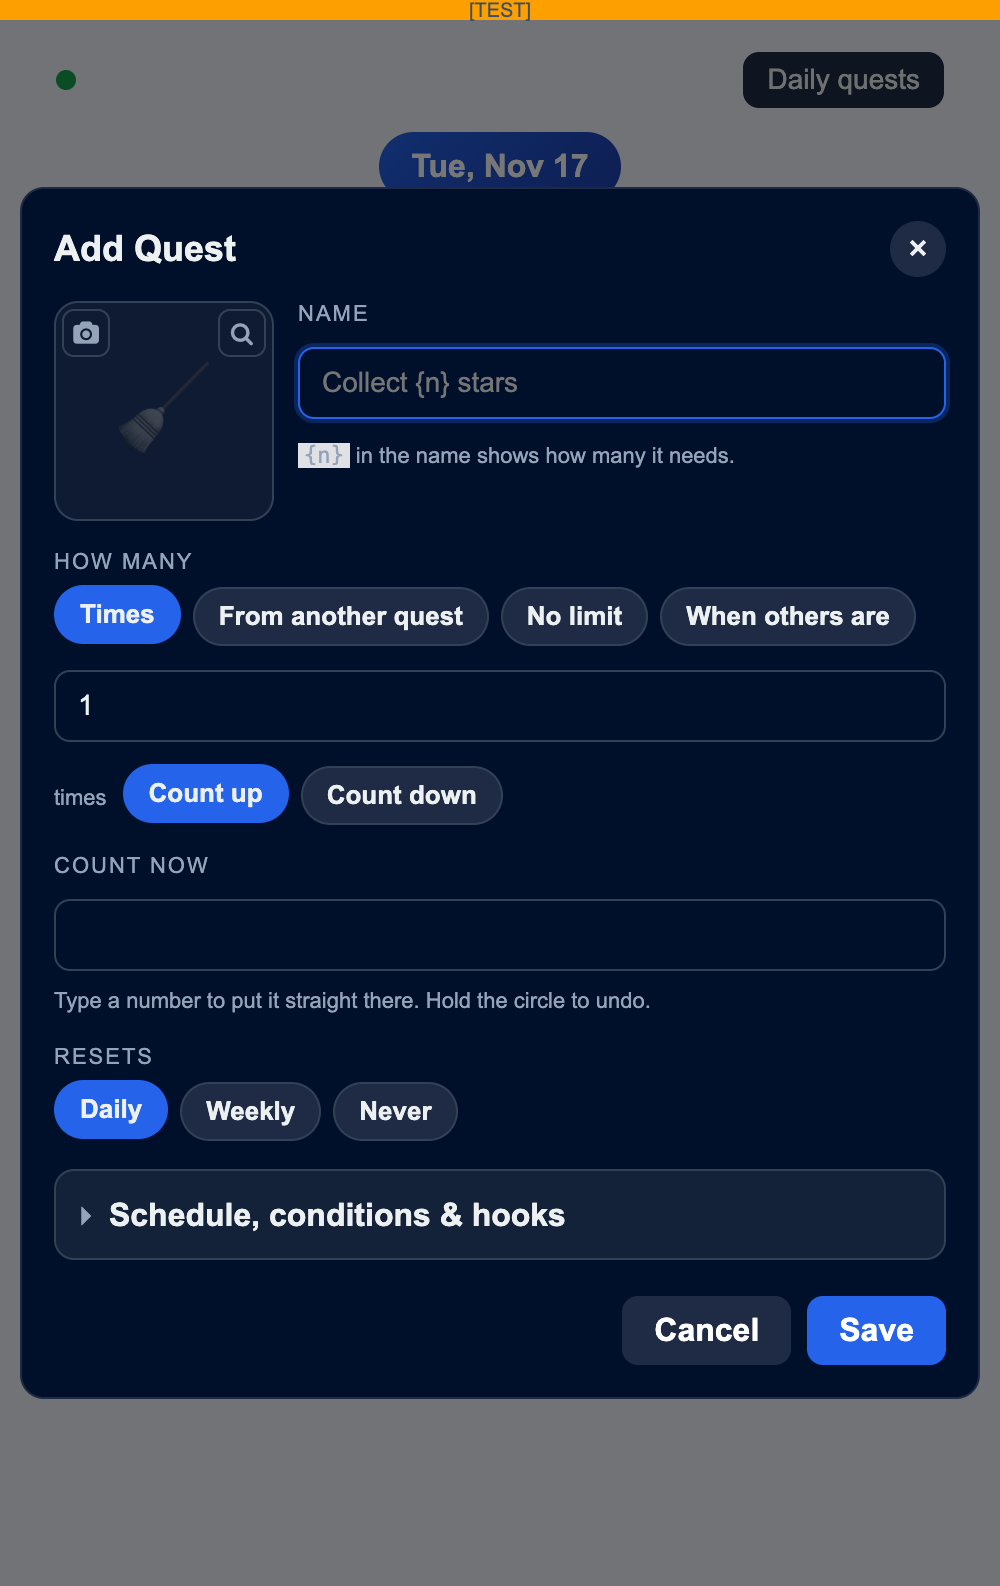 [TEST]
Daily quests
Tue, Nov 17
Add Quest
×
NAME
Collect {n} stars
{n} in the name shows how many it needs.
HOW MANY
Times From another quest No limit When others are
1
times Count up Count down
COUNT NOW
Type a number to put it straight there. Hold the circle to undo.
RESETS
Daily Weekly Never
Schedule, conditions & hooks
Cancel Save